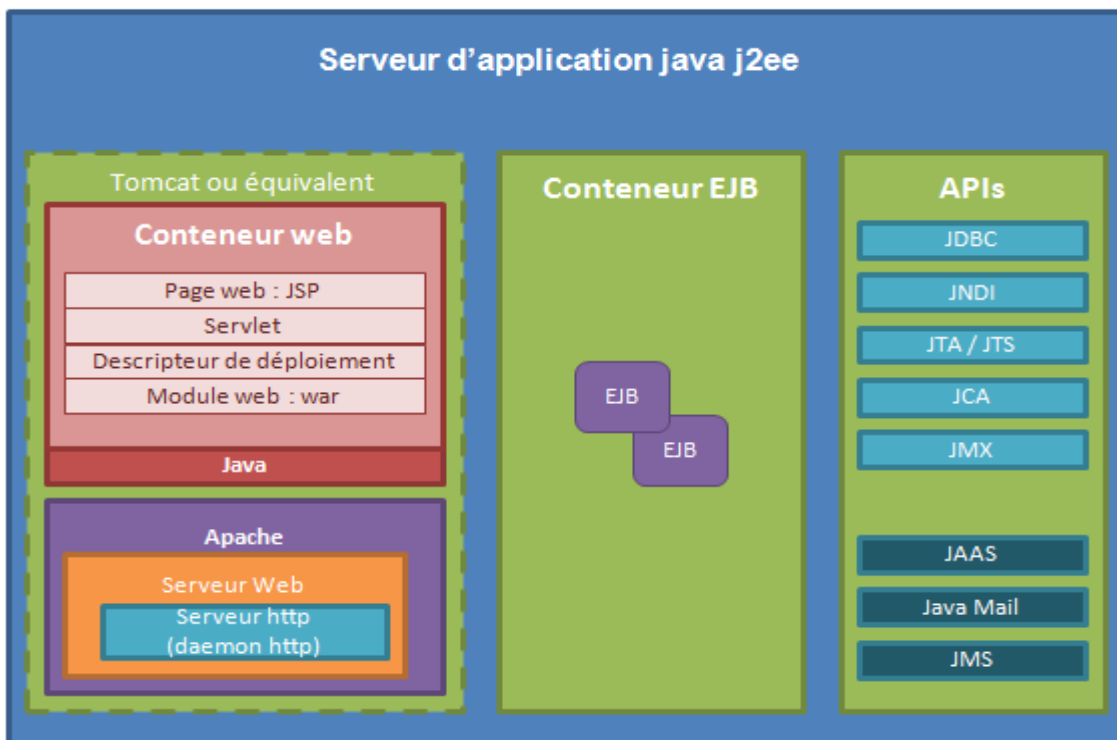 Serveur d'application java j2ee
Tomcat ou équivalent
Conteneur web
Page web : JSP
Servlet
Descripteur de déploiement
Module web : war
Java
Apache
Serveur Web
Serveur http
(daemon http)
Conteneur EJB
EJB
EJB
APIs
JDBC
JNDI
JTA / JTS
JCA
JMX
JAAS
Java Mail
JMS